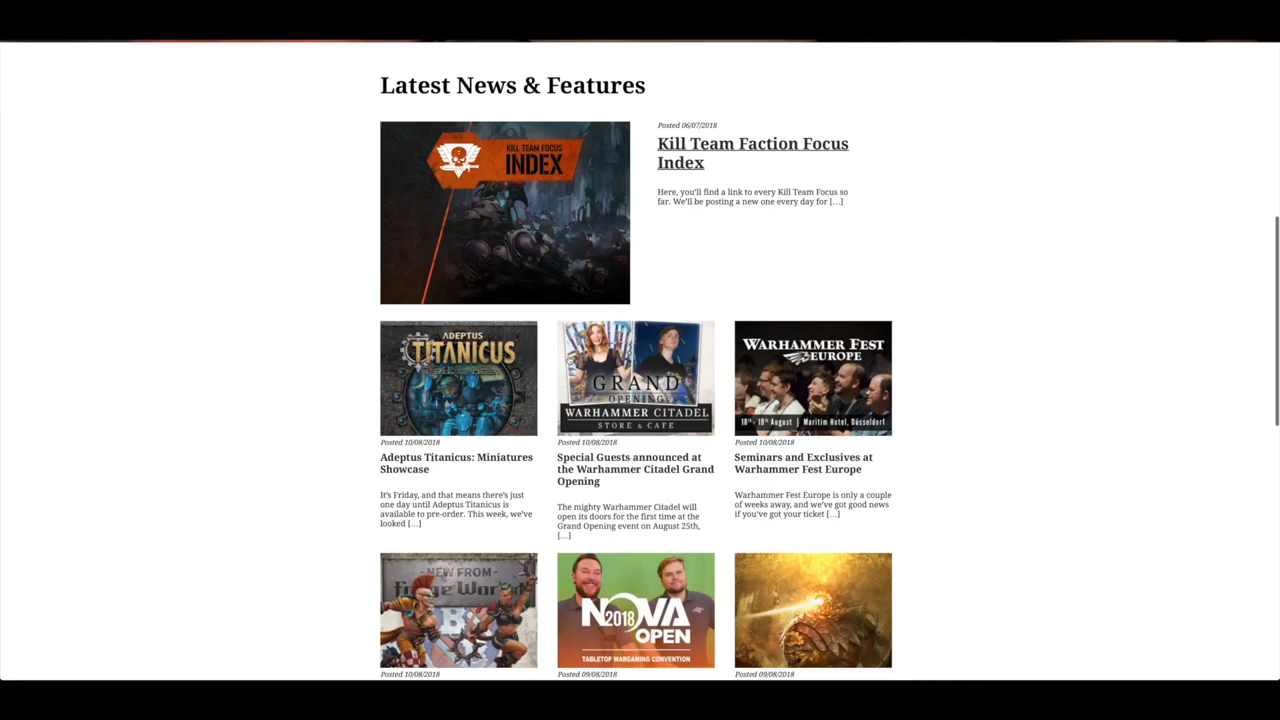 Latest News & Features
KILL TEAM FOCUS
INDEX
Posted 06/07/2018
Kill Team Faction Focus
Index
Here, you'll find a link to every Kill Team Focus so
far. We'll be posting a new one every day for […]
ADEPTUS
TITANICUS
GRAND
OPENING
WARHAMMER CITADEL
STORE & CAFE
WARHAMMER FEST
EUROPE
18th - 19th August | Maritim Hotel, Düsseldorf
Posted 10/08/2018
Adeptus Titanicus: Miniatures
Showcase
It's Friday, and that means there's just
one day until Adeptus Titanicus is
available to pre-order. This week, we've
looked […]
Posted 10/08/2018
Special Guests announced at
the Warhammer Citadel Grand
Opening
The mighty Warhammer Citadel will
open its doors for the first time at the
Grand Opening event on August 25th,
[…]
Posted 10/08/2018
Seminars and Exclusives at
Warhammer Fest Europe
Warhammer Fest Europe is only a couple
of weeks away, and we've got good news
if you've got your ticket […]
NEW FROM
Forge World
NOVA
2018
OPEN
TABLETOP WARGAMING CONVENTION
Posted 10/08/2018
Posted 09/08/2018
Posted 09/08/2018